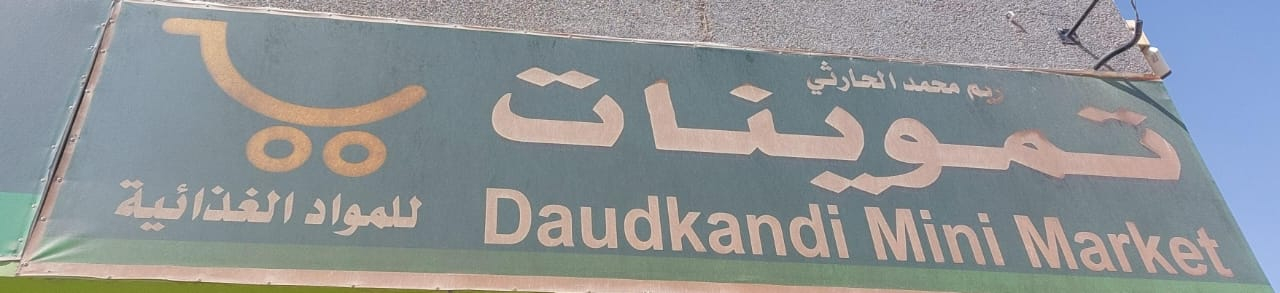 ريم محمد الحارثي
تموينات
Daudkandi Mini Market
للمواد الغذائية